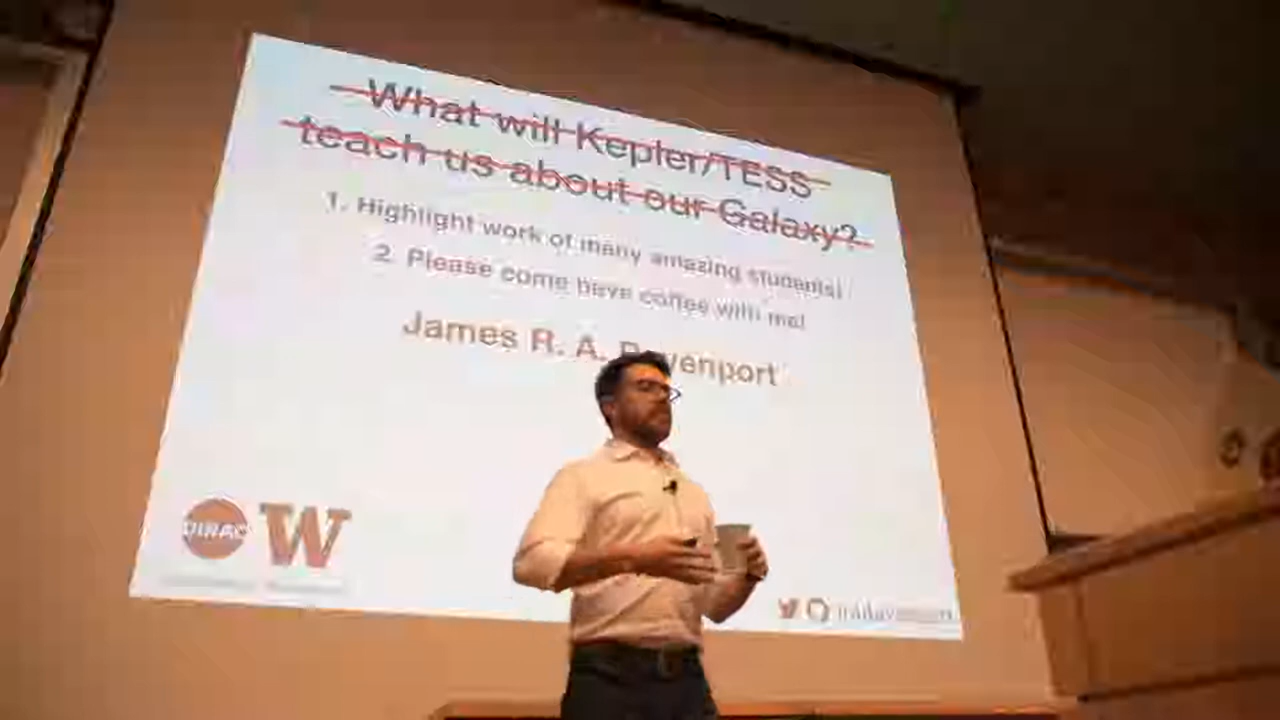 What will Kepler/TESS
teach us about our Galaxy?
1. Highlight work of many amazing students!
2. Please come have coffee with me!
James R. A. venport
DIRAC W